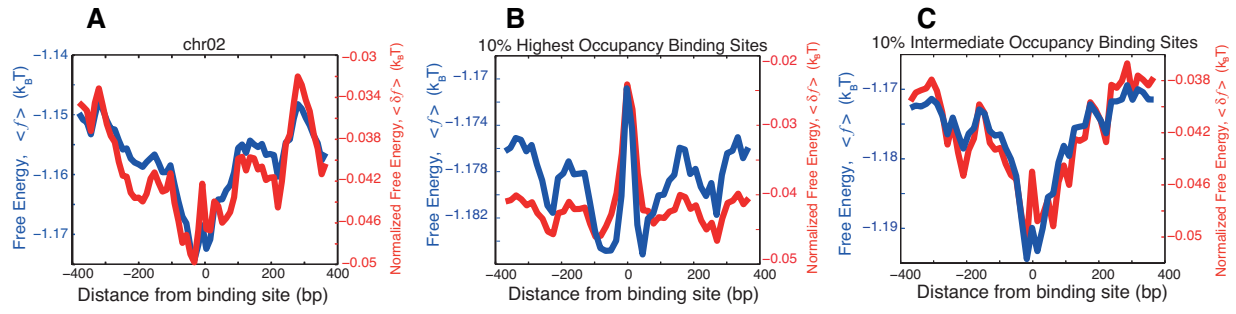 A
chr02
Free Energy, <f> (kBT)
-1.14
-1.15
-1.16
-1.17
Normalized Free Energy, <δf> (kBT)
-0.03
-0.034
-0.038
-0.042
-0.046
-0.05
-400 -200 0 200 400
Distance from binding site (bp)
B
10% Highest Occupancy Binding Sites
Free Energy, <f> (kBT)
-1.17
-1.174
-1.178
-1.182
Normalized Free Energy, <δf> (kBT)
-0.02
-0.03
-0.04
-0.05
-400 -200 0 200 400
Distance from binding site (bp)
C
10% Intermediate Occupancy Binding Sites
Free Energy, <f> (kBT)
-1.17
-1.18
-1.19
Normalized Free Energy, <δf> (kBT)
-0.038
-0.042
-0.046
-0.05
-400 -200 0 200 400
Distance from binding site (bp)